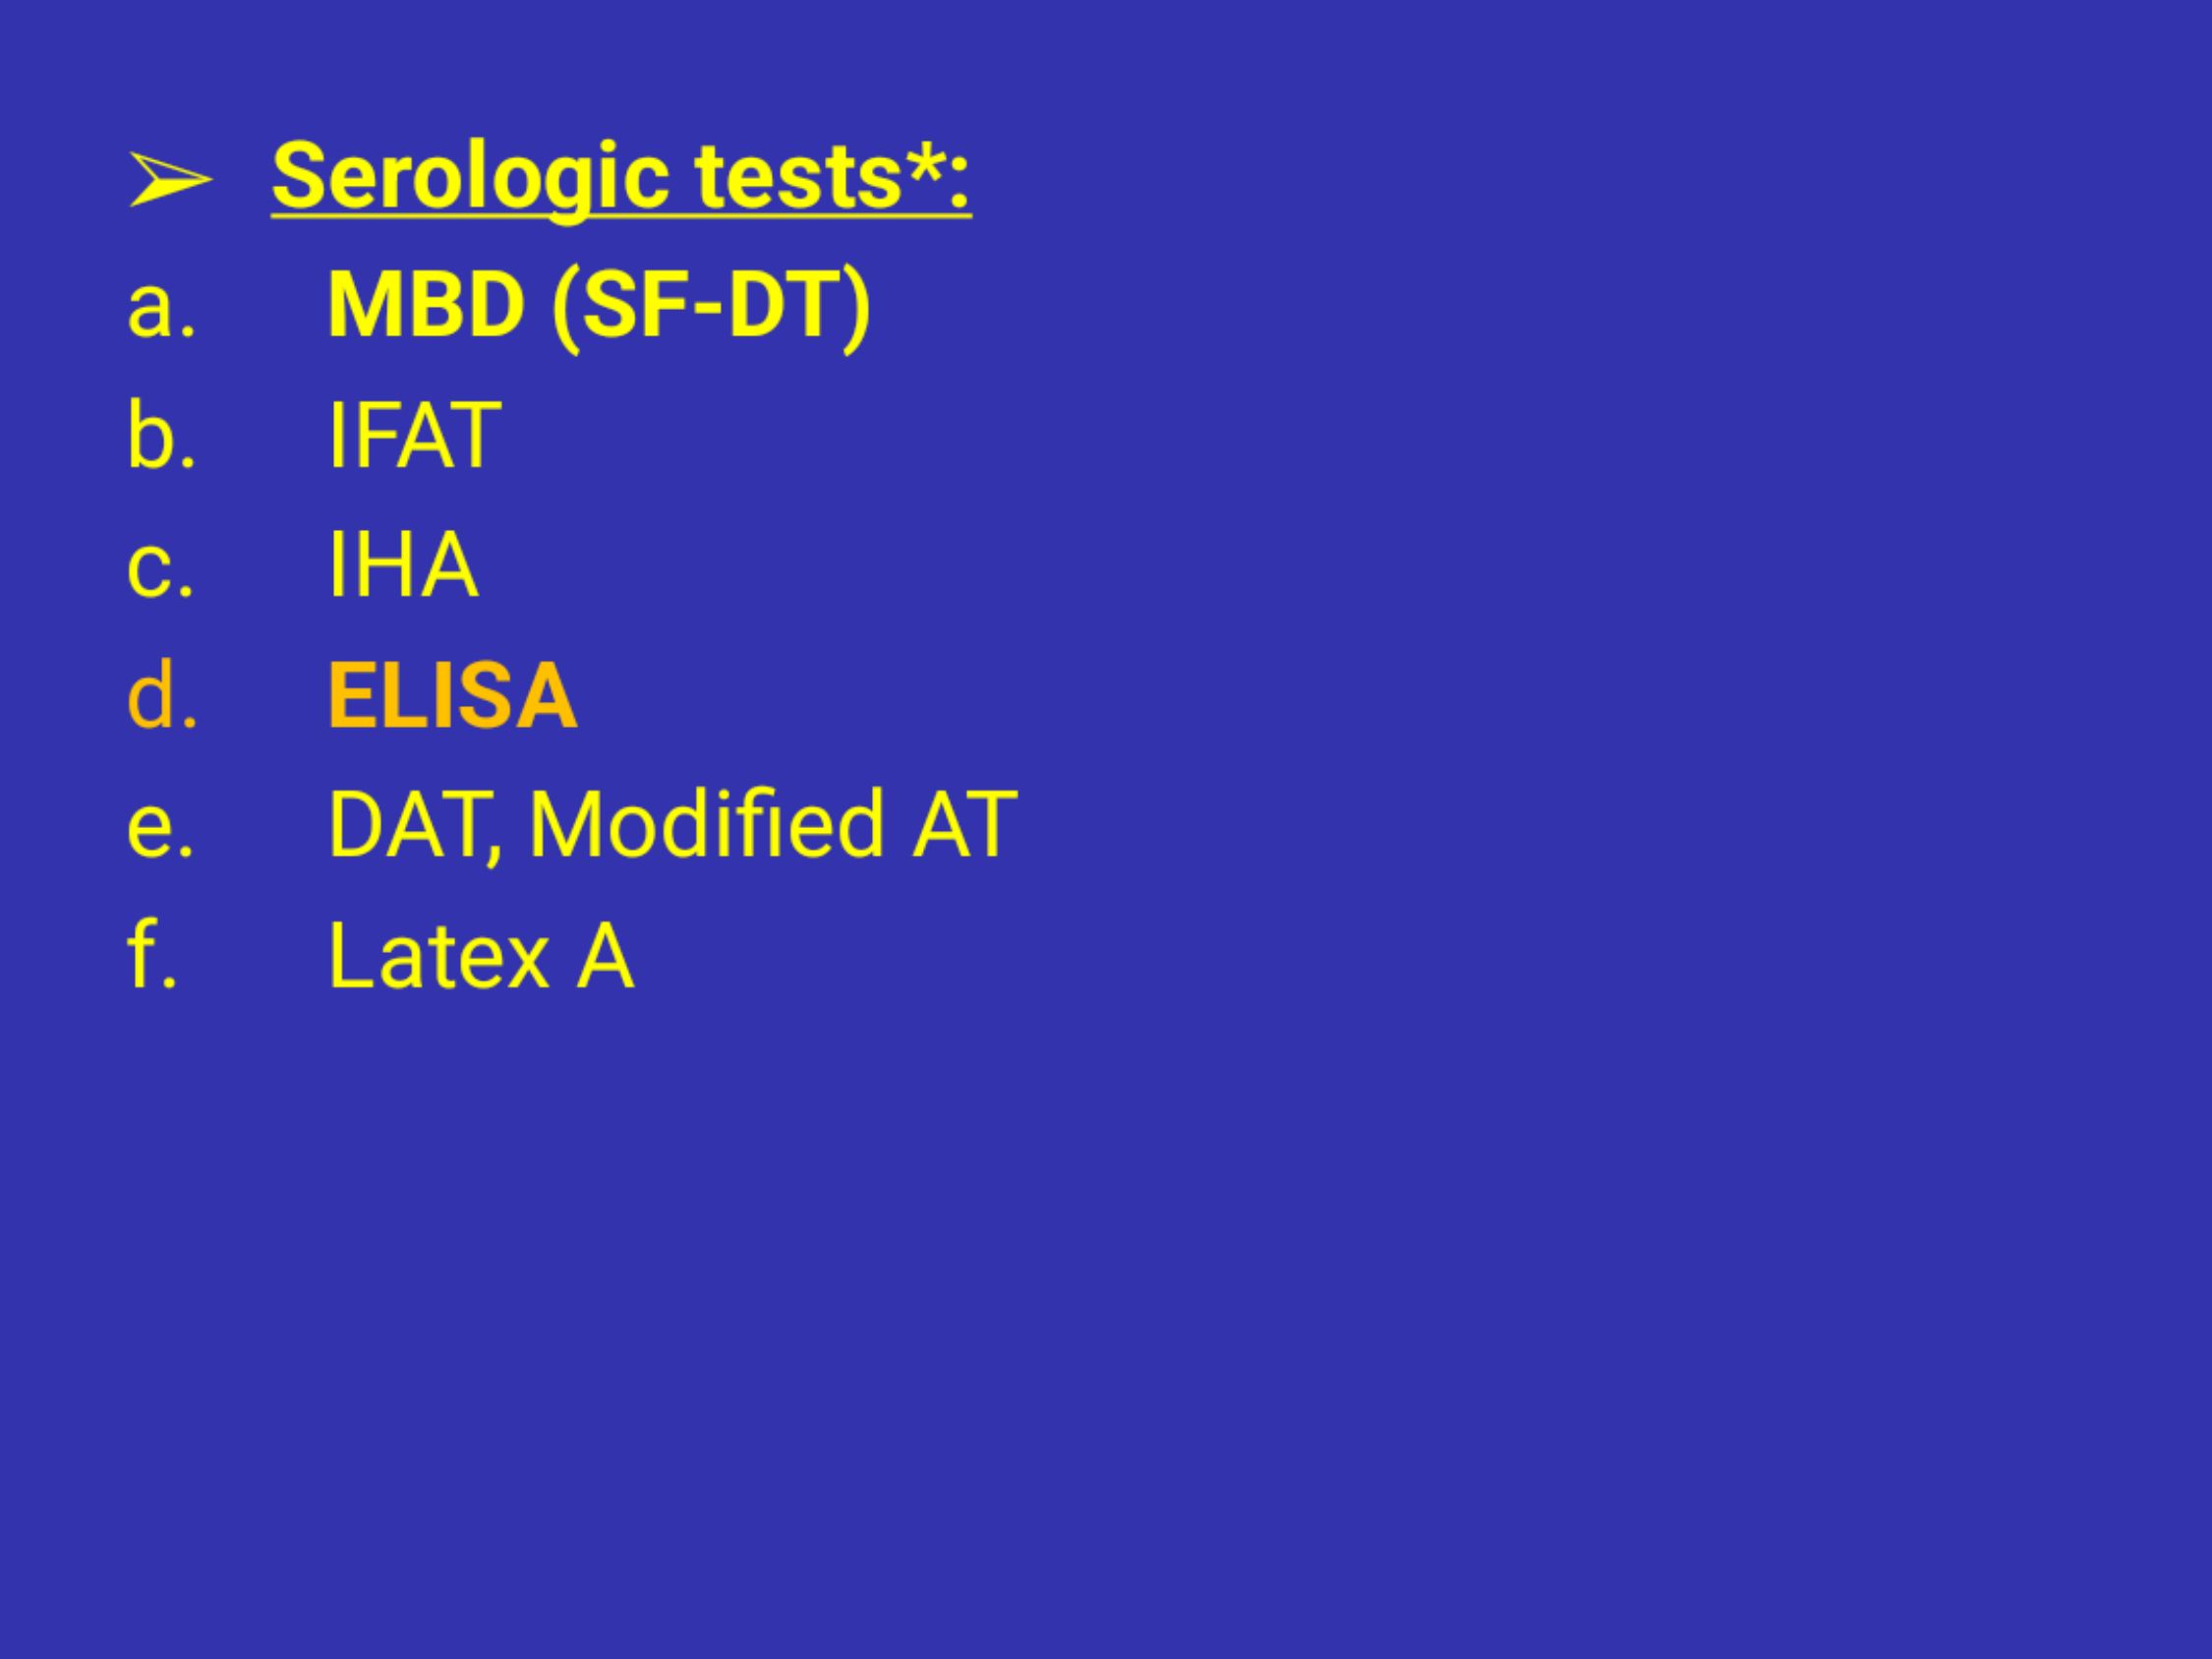 ➢ Serologic tests*:
a. MBD (SF-DT)
b. IFAT
c. IHA
d. ELISA
e. DAT, Modified AT
f. Latex A